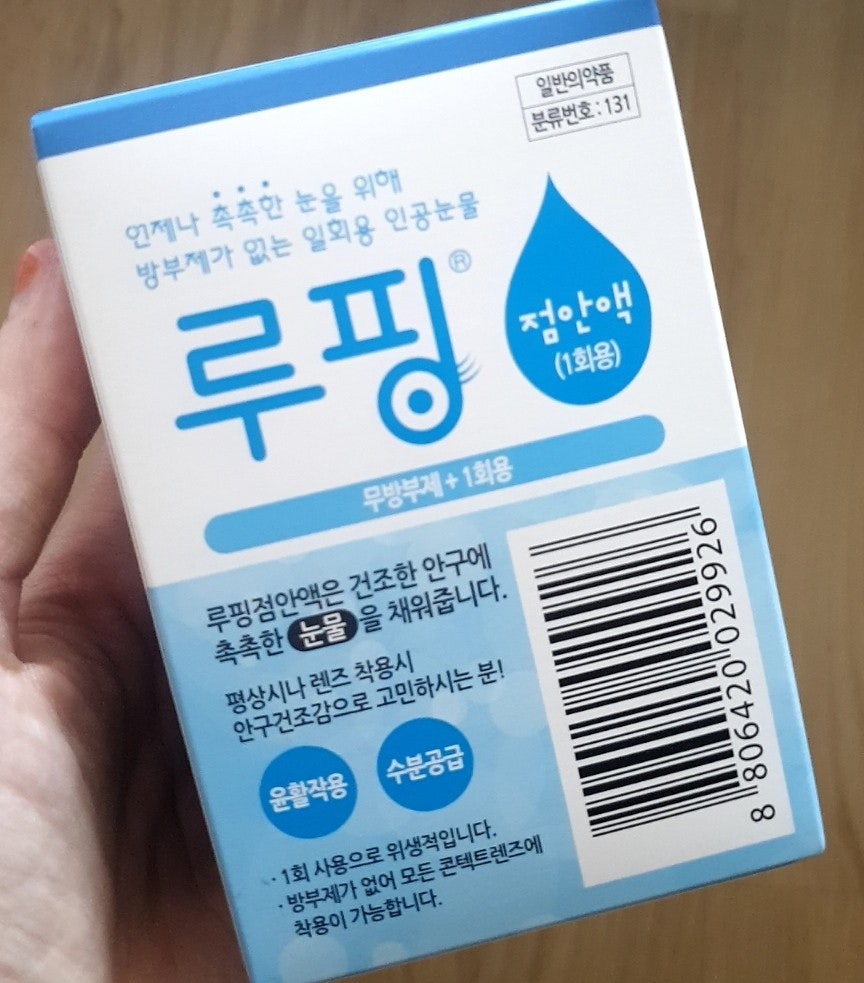 일반의약품
분류번호 : 131
언제나 촉촉한 눈을 위해
방부제가 없는 일회용 인공눈물
루핑®
점안액
(1회용)
무방부제 + 1회용
루핑점안액은 건조한 안구에
촉촉한 눈물 을 채워줍니다.
평상시나 렌즈 착용시
안구건조감으로 고민하시는 분!
윤활작용
수분공급
· 1회 사용으로 위생적입니다.
· 방부제가 없어 모든 콘텍트렌즈에
착용이 가능합니다.
8 806420 029926